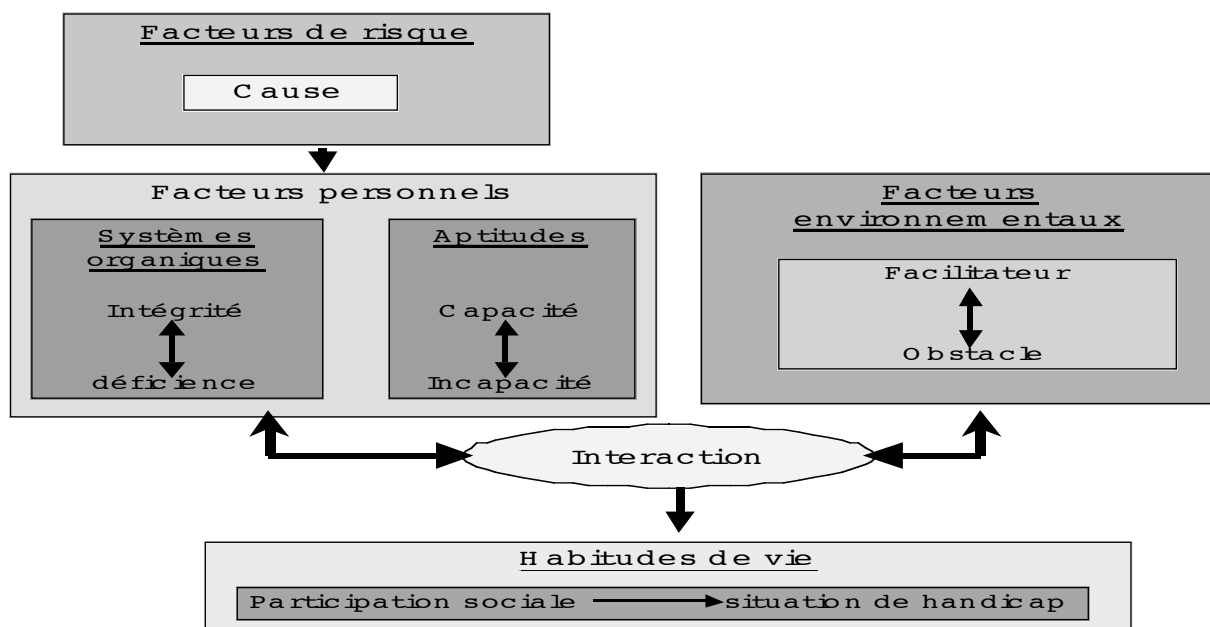 Facteurs de risque
Cause
Facteurs personnels
Systèmes
organiques
Intégrité
déficience
Aptitudes
Capacité
Incapacité
Facteurs
environnementaux
Facilitateur
Obstacle
Interaction
Habitudes de vie
Participation sociale situation de handicap